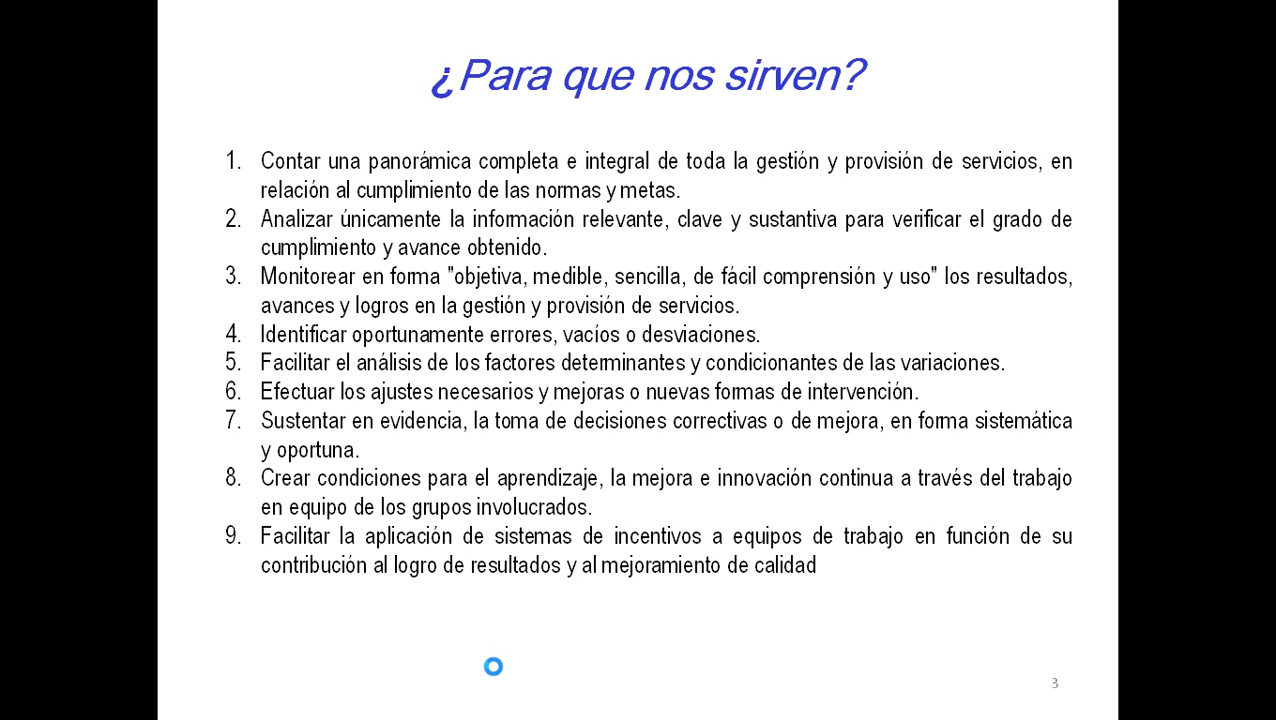 ¿Para que nos sirven?
1. Contar una panorámica completa e integral de toda la gestión y provisión de servicios, en
relación al cumplimiento de las normas y metas.
2. Analizar únicamente la información relevante, clave y sustantiva para verificar el grado de
cumplimiento y avance obtenido.
3. Monitorear en forma "objetiva, medible, sencilla, de fácil comprensión y uso" los resultados,
avances y logros en la gestión y provisión de servicios.
4. Identificar oportunamente errores, vacíos o desviaciones.
5. Facilitar el análisis de los factores determinantes y condicionantes de las variaciones.
6. Efectuar los ajustes necesarios y mejoras o nuevas formas de intervención.
7. Sustentar en evidencia, la toma de decisiones correctivas o de mejora, en forma sistemática
y oportuna.
8. Crear condiciones para el aprendizaje, la mejora e innovación continua a través del trabajo
en equipo de los grupos involucrados.
9. Facilitar la aplicación de sistemas de incentivos a equipos de trabajo en función de su
contribución al logro de resultados y al mejoramiento de calidad
3